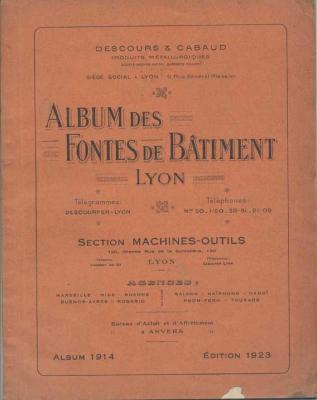 DESCOURS & CABAUD
PRODUITS MÉTALLURGIQUES
SIÈGE SOCIAL À LYON
ALBUM DES
FONTES DE BÂTIMENT
LYON
Télégrammes: Téléphones:
DESCOURFER-LYON
SECTION MACHINES-OUTILS
LYON
AGENCES:
MARSEILLE - NICE - SAIGON - HAÏPHONG - HANOÏ
BUENOS-AYRES - ROSARIO PNOM-PENH - TOURANE
Bureau d'Achat et d'Affrètement
à ANVERS
ALBUM 1914 ÉDITION 1923